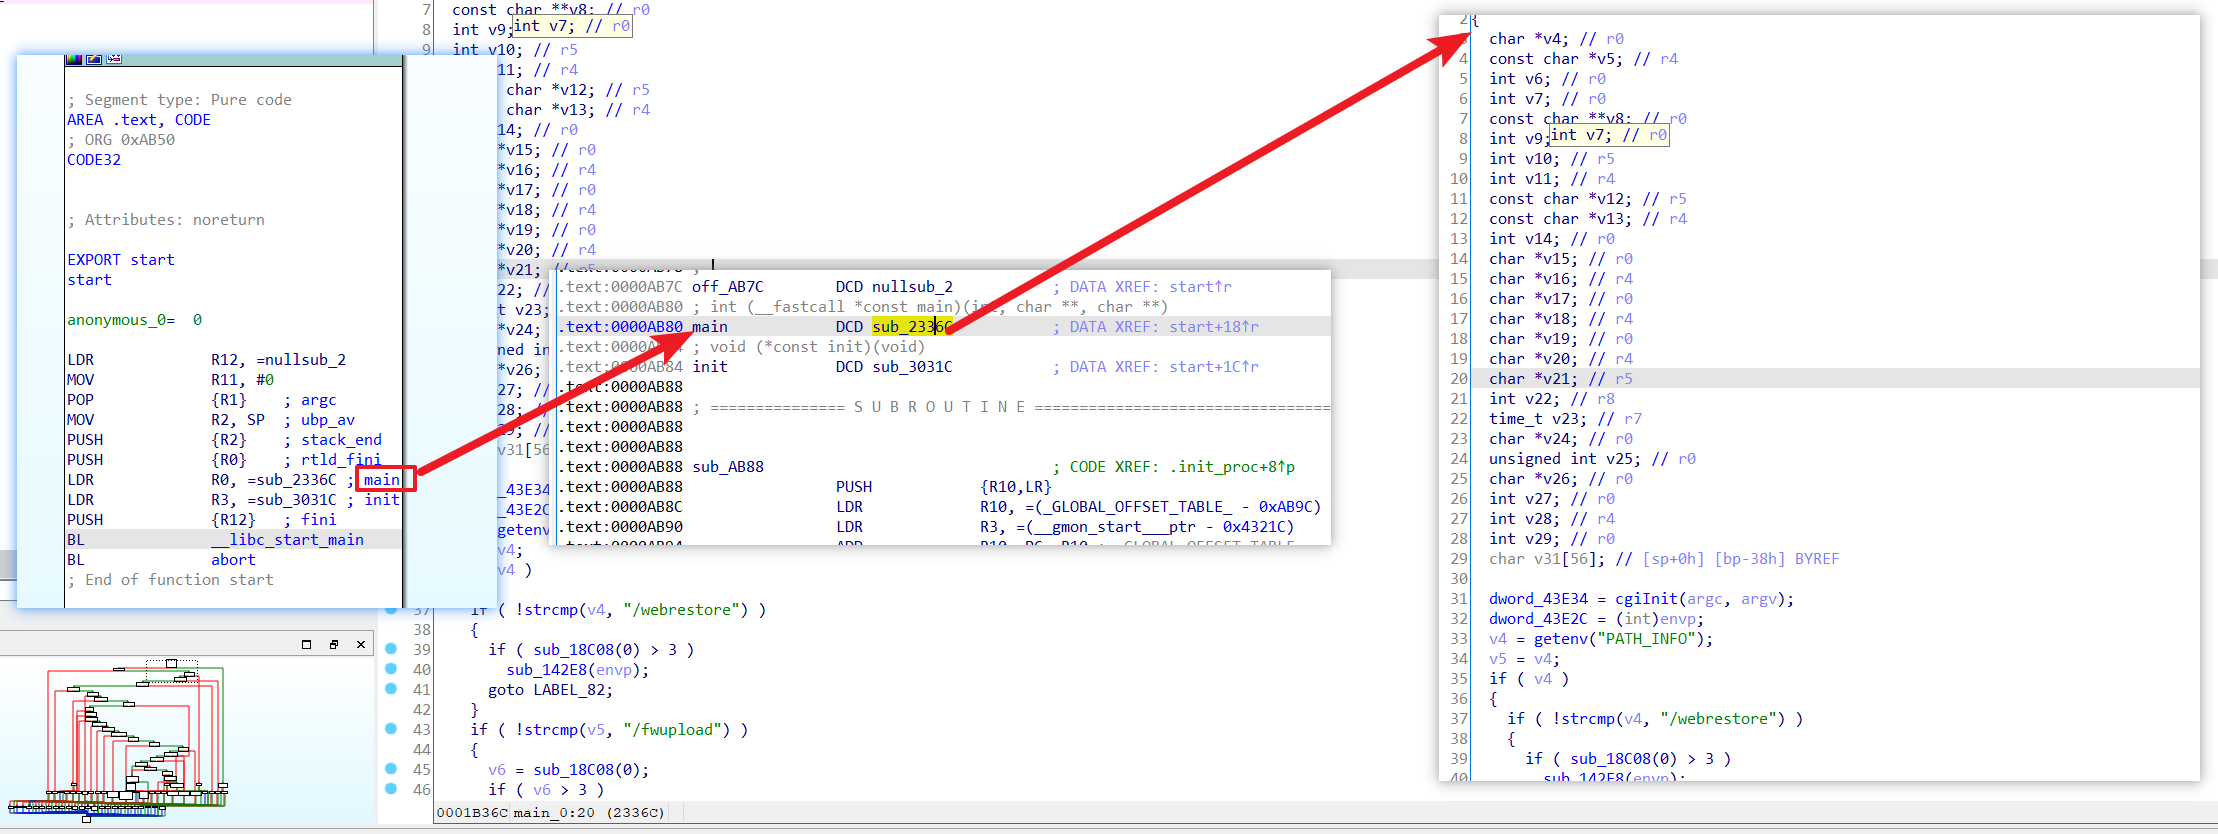 ; Segment type: Pure code
AREA .text, CODE
; ORG 0xAB50
CODE32
; Attributes: noreturn
EXPORT start
start
anonymous_0=  0
LDR R12, =nullsub_2
MOV R11, #0
POP {R1} ; argc
MOV R2, SP ; ubp_av
PUSH {R2} ; stack_end
PUSH {R0} ; rtld_fini
LDR R0, =sub_2336C ; main
LDR R3, =sub_3031C ; init
PUSH {R12} ; fini
BL __libc_start_main
BL abort
; End of function start
7 const char **v8; // r0
8 int v9; int v7; // r0
9 int v10; // r5
11; // r4
char *v12; // r5
char *v13; // r4
14; // r0
*v15; // r0
*v16; // r4
*v17; // r0
*v18; // r4
*v19; // r0
*v20; // r4
*v21; //
22; //
t v23;
*v24;
ned in
*v26;
27; //
28; //
9; //
v31[56
_43E34
_43E2C
getenv
v4;
v4 )
37 if ( !strcmp(v4, "/webrestore") )
38 {
39 if ( sub_18C08(0) > 3 )
40 sub_142E8(envp);
41 goto LABEL_82;
42 }
43 if ( !strcmp(v5, "/fwupload") )
44 {
45 v6 = sub_18C08(0);
46 if ( v6 > 3 )
0001B36C main_0:20 (2336C)
.text:0000AB7C off_AB7C DCD nullsub_2 ; DATA XREF: start↑r
.text:0000AB80 ; int (__fastcall *const main)(int, char **, char **)
.text:0000AB80 main DCD sub_2336C ; DATA XREF: start+18↑r
; void (*const init)(void)
.text:0000AB84 init DCD sub_3031C ; DATA XREF: start+1C↑r
.text:0000AB88
.text:0000AB88 ; =============== S U B R O U T I N E =================================
.text:0000AB88
.text:0000AB88
.text:0000AB88 sub_AB88 ; CODE XREF: .init_proc+8↑p
.text:0000AB88 PUSH {R10,LR}
.text:0000AB8C LDR R10, =(_GLOBAL_OFFSET_TABLE_ - 0xAB9C)
.text:0000AB90 LDR R3, =(__gmon_start___ptr - 0x4321C)
2 {
char *v4; // r0
4 const char *v5; // r4
5 int v6; // r0
6 int v7; // r0
7 const char **v8; // r0
8 int v9; int v7; // r0
9 int v10; // r5
10 int v11; // r4
11 const char *v12; // r5
12 const char *v13; // r4
13 int v14; // r0
14 char *v15; // r0
15 char *v16; // r4
16 char *v17; // r0
17 char *v18; // r4
18 char *v19; // r0
19 char *v20; // r4
20 char *v21; // r5
21 int v22; // r8
22 time_t v23; // r7
23 char *v24; // r0
24 unsigned int v25; // r0
25 char *v26; // r0
26 int v27; // r0
27 int v28; // r4
28 int v29; // r0
29 char v31[56]; // [sp+0h] [bp-38h] BYREF
30
31 dword_43E34 = cgiInit(argc, argv);
32 dword_43E2C = (int)envp;
33 v4 = getenv("PATH_INFO");
34 v5 = v4;
35 if ( v4 )
36 {
37 if ( !strcmp(v4, "/webrestore") )
38 {
39 if ( sub_18C08(0) > 3 )
40 sub_142E8(envp);